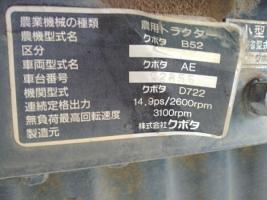 農業機械の種類 農用トラクター
農機型式名 クボタ B52
区分
車両型式名 クボタ AE
車台番号
機関型式名 クボタ D722
連続定格出力 14.9ps/2600rpm
無負荷最高回転速度 3100rpm
製造元 株式会社クボタ
小型